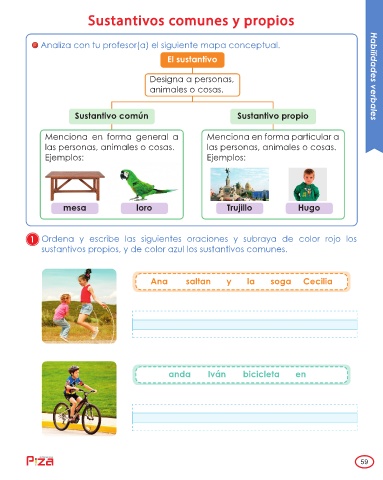 Sustantivos comunes y propios
Analiza con tu profesor(a) el siguiente mapa conceptual.
El sustantivo
Designa a personas,
animales o cosas.
Sustantivo común
Menciona en forma general a
las personas, animales o cosas.
Ejemplos:
mesa loro
Sustantivo propio
Menciona en forma particular a
las personas, animales o cosas.
Ejemplos:
Trujillo Hugo
Habilidades verbales
1 Ordena y escribe las siguientes oraciones y subraya de color rojo los
sustantivos propios, y de color azul los sustantivos comunes.
Ana saltan y la soga Cecilia
anda Iván bicicleta en
Piza
59